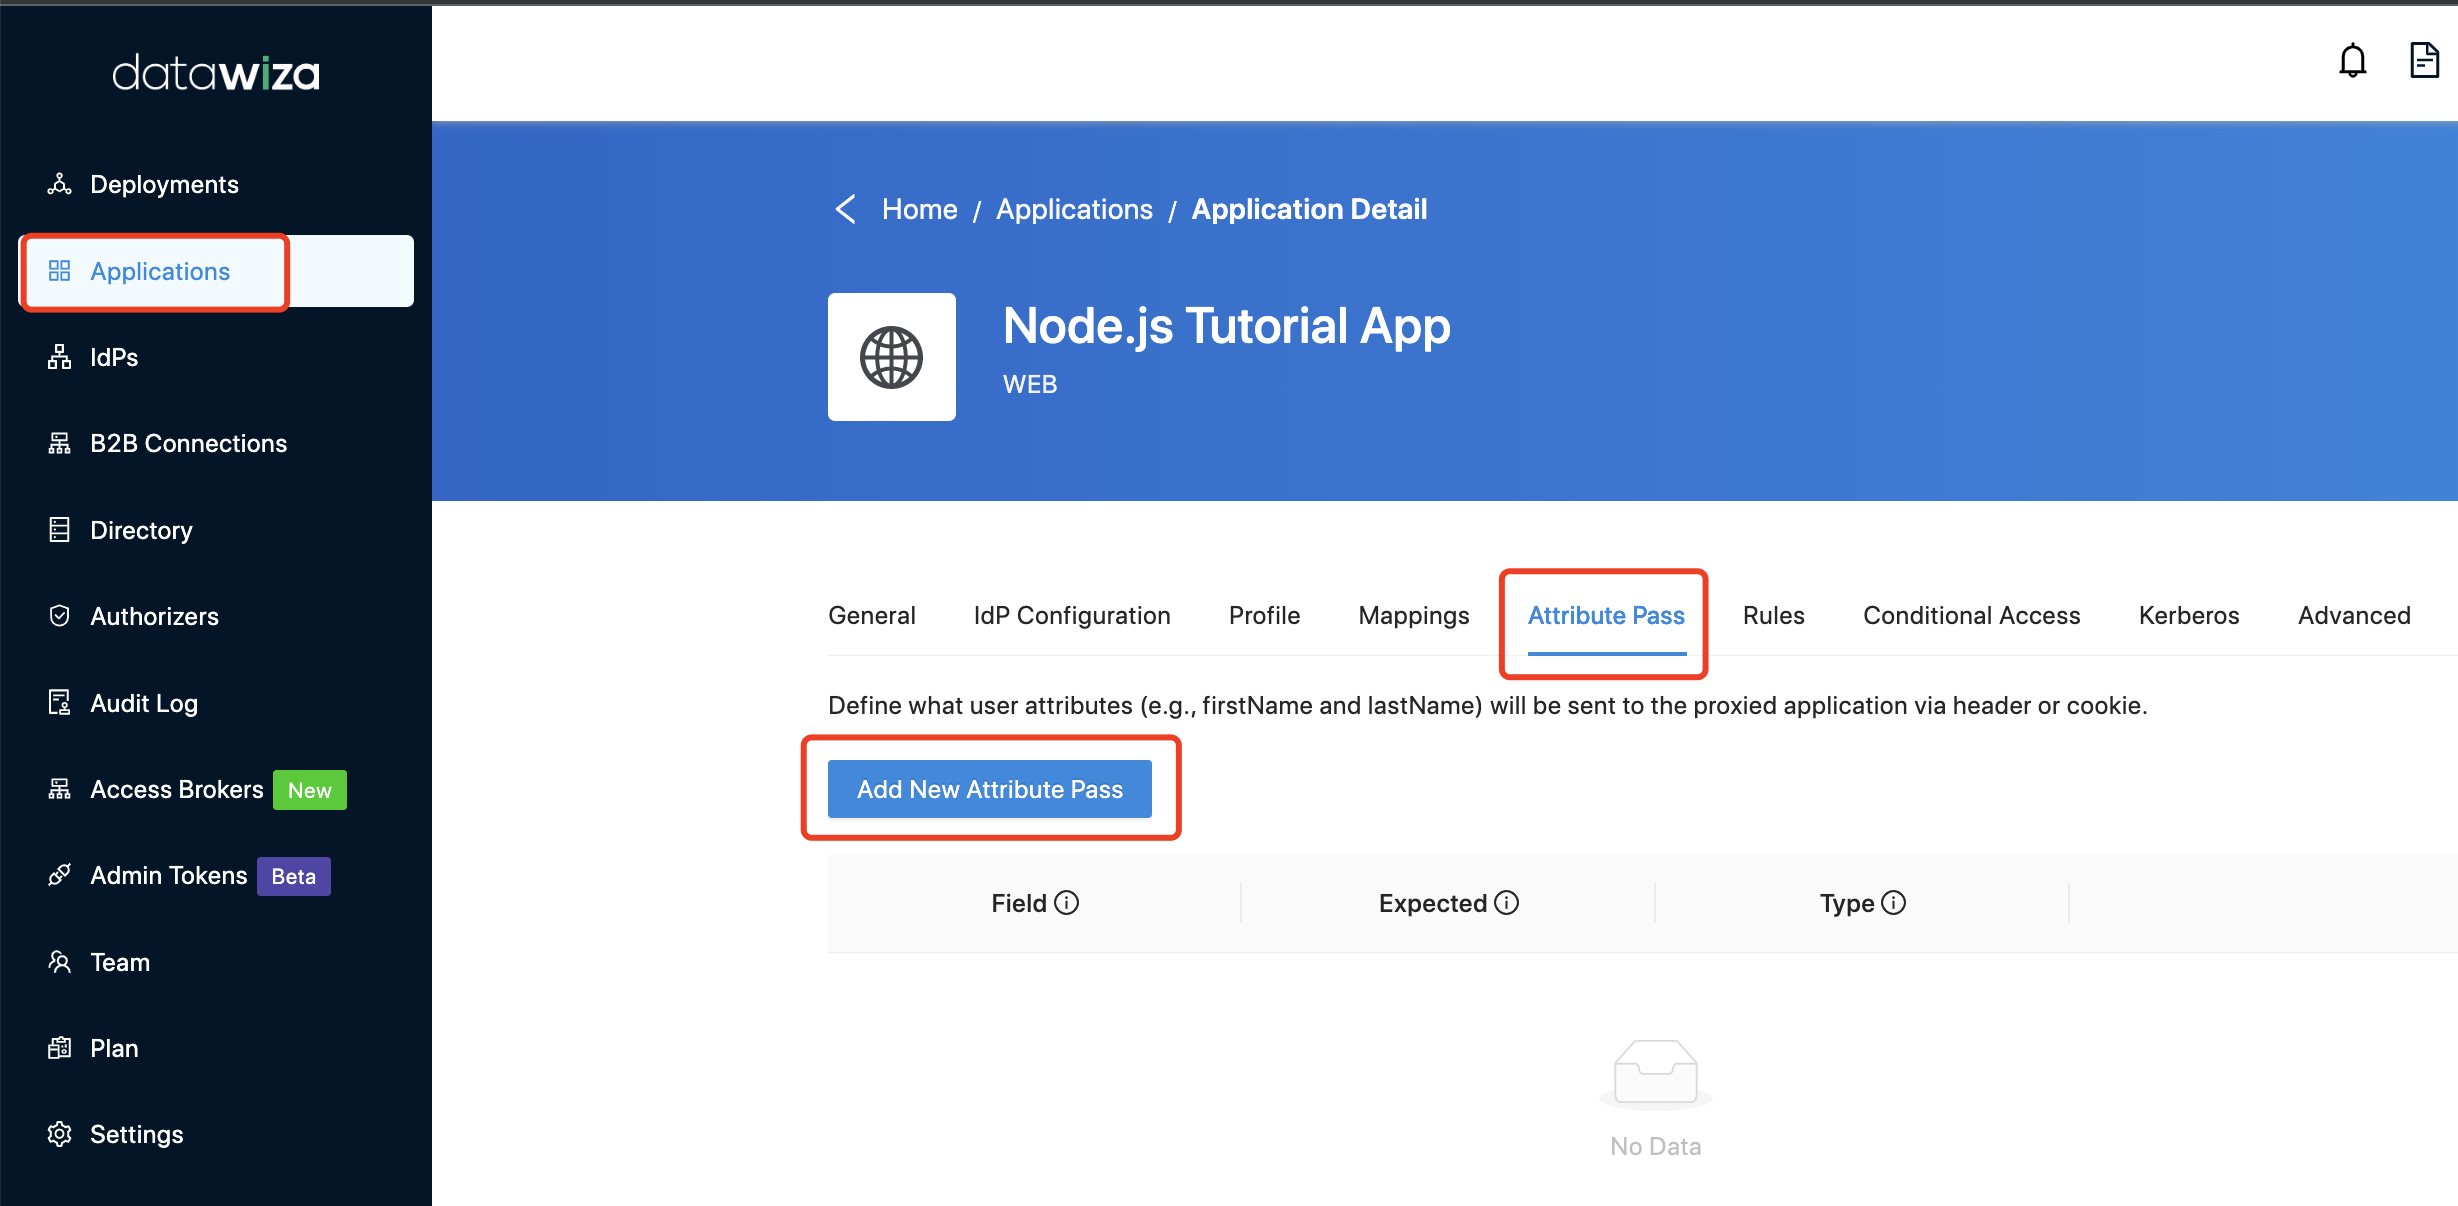 datawiza
Deployments
Applications
IdPs
B2B Connections
Directory
Authorizers
Audit Log
Access Brokers New
Admin Tokens Beta
Team
Plan
Settings
Home / Applications / Application Detail
Node.js Tutorial App
WEB
General IdP Configuration Profile Mappings Attribute Pass Rules Conditional Access Kerberos Advanced
Define what user attributes (e.g., firstName and lastName) will be sent to the proxied application via header or cookie.
Add New Attribute Pass
Field Expected Type
No Data